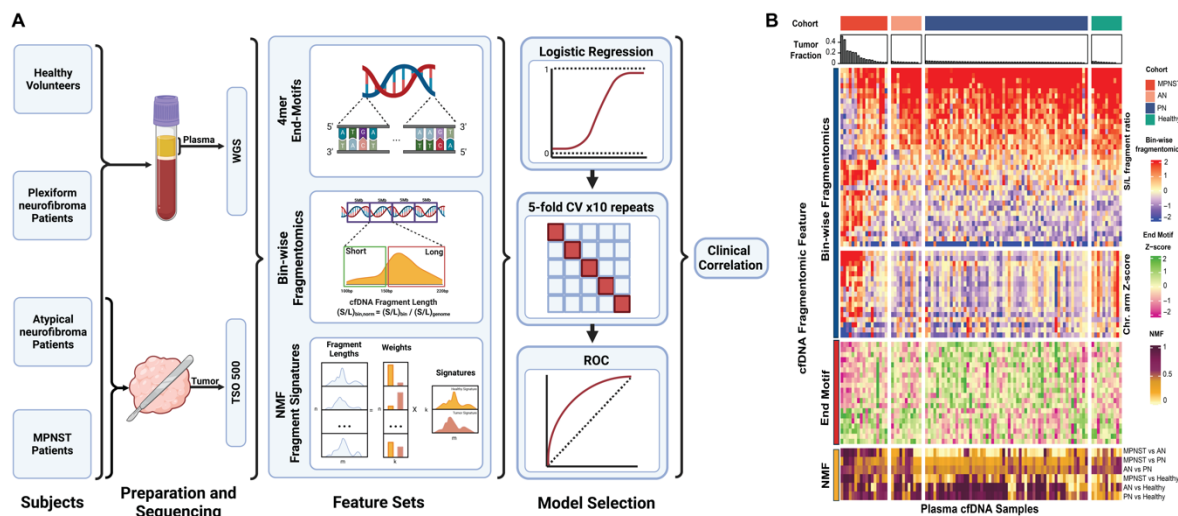 A
Healthy
Volunteers
Plexiform
neurofibroma
Patients
Atypical
neurofibroma
Patients
MPNST
Patients
Subjects
Plasma
Tumor
WGS
TSO 500
Preparation and
Sequencing
4mer
End-Motifs
5'
3'
A T G A
T A C T
...
3'
5'
Bin-wise
Fragmentomics
5Mb 5Mb 5Mb 5Mb
Short
Long
150bp
220bp
cfDNA Fragment Length
(S/L)bin,norm = (S/L)bin / (S/L)genome
NMF
Fragment Signatures
Fragment
Lengths
Weights
Signatures
Healthy Signature
Tumor Signature
n
=
n
X
k
...
...
m
k
m
Feature Sets
Logistic Regression
1
0
5-fold CV x10 repeats
ROC
Model Selection
Clinical
Correlation
B
Cohort
Tumor
Fraction
0.4
0.2
0
cfDNA Fragmentomic Feature
Bin-wise Fragmentomics
End Motif
NMF
S/L fragment ratio
Chr. arm Z-score
MPNST vs AN
MPNST vs PN
AN vs PN
MPNST vs Healthy
AN vs Healthy
PN vs Healthy
Plasma cfDNA Samples
Cohort
MPNST
AN
PN
Healthy
Bin-wise
fragmentomic
2
1
0
-1
-2
End Motif
Z-score
2
1
0
-1
-2
NMF
1
0.5
0